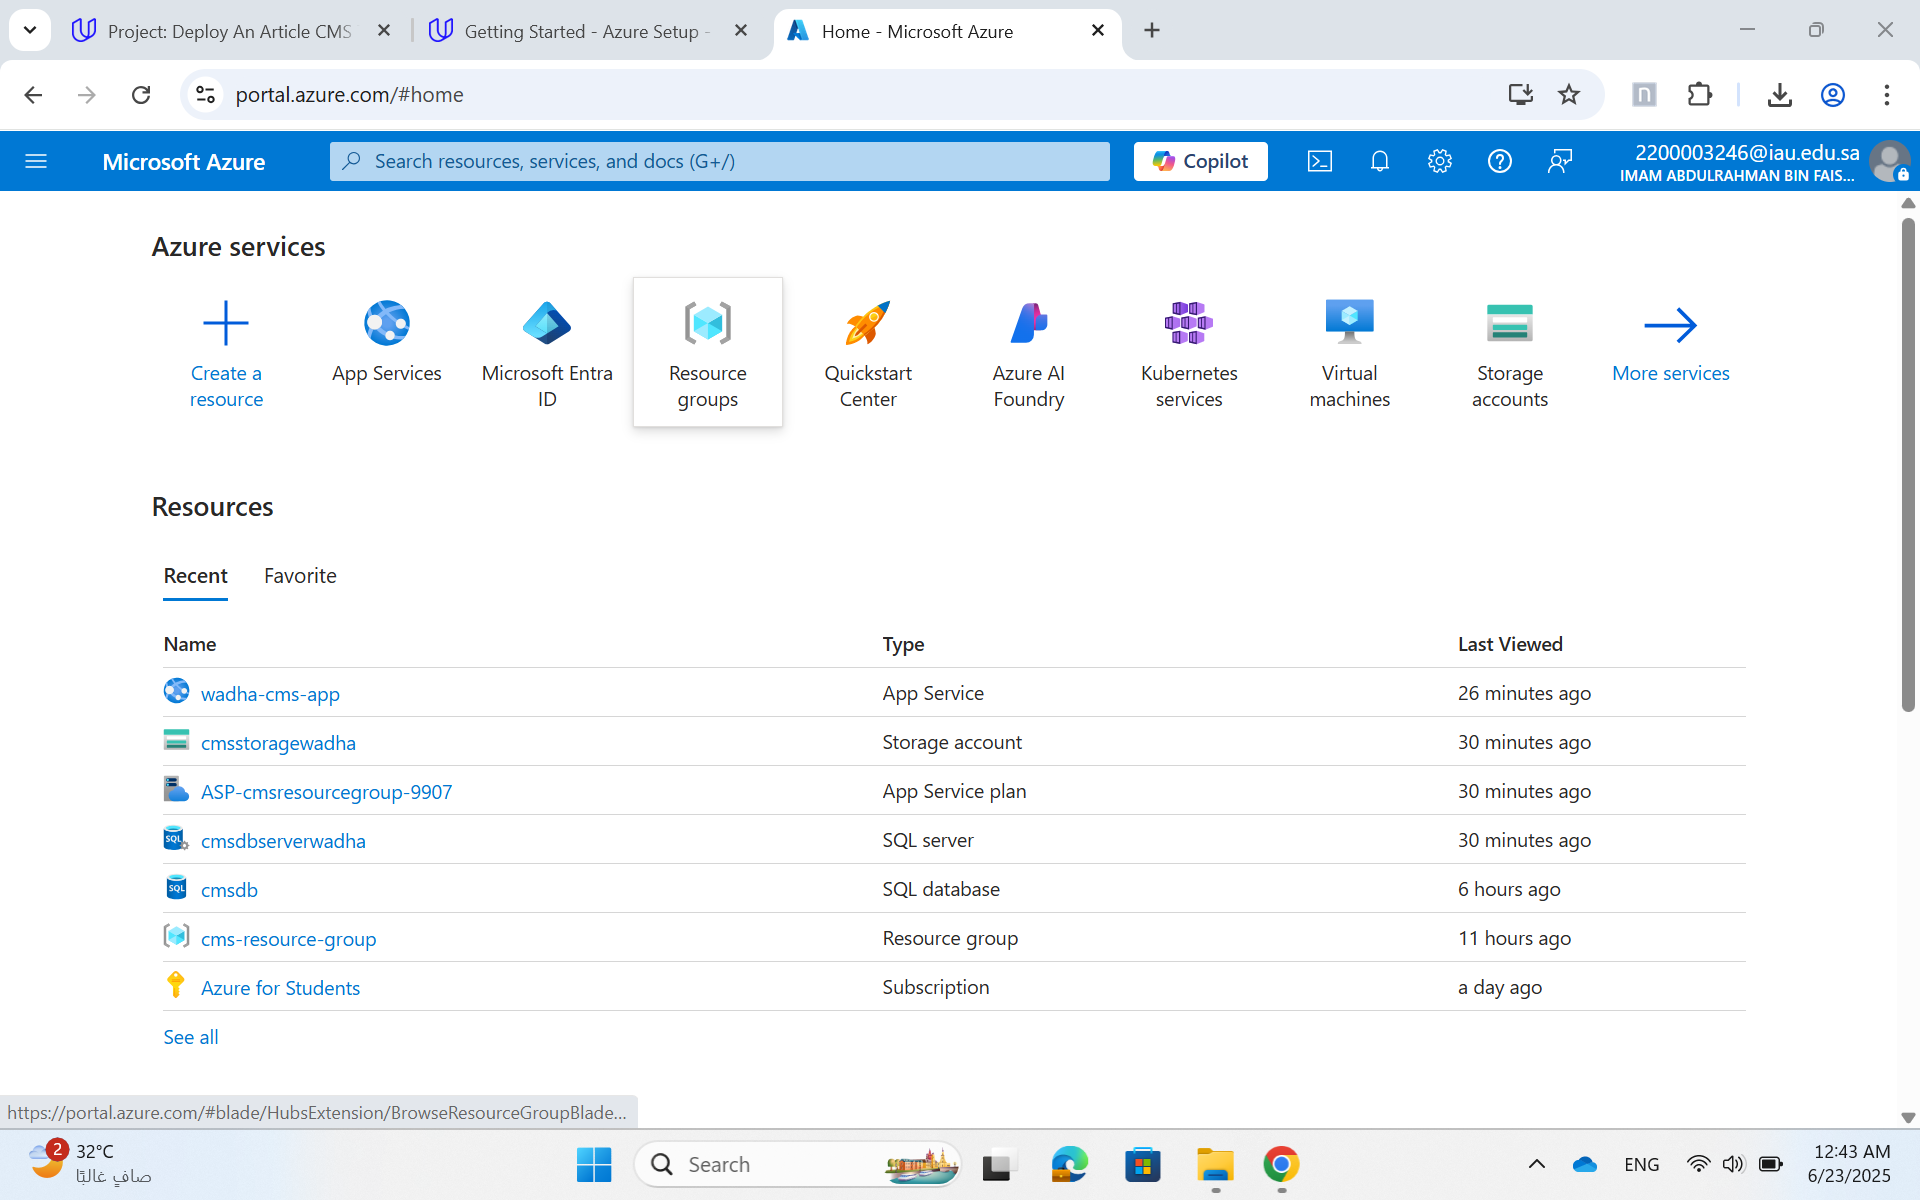 Project: Deploy An Article CMS
Getting Started - Azure Setup -
Home - Microsoft Azure
portal.azure.com/#home
Microsoft Azure
Search resources, services, and docs (G+/)
Copilot
2200003246@iau.edu.sa
IMAM ABDULRAHMAN BIN FAIS...
Azure services
Create a resource
App Services
Microsoft Entra ID
Resource groups
Quickstart Center
Azure AI Foundry
Kubernetes services
Virtual machines
Storage accounts
More services
Resources
Recent Favorite
Name Type Last Viewed
wadha-cms-app App Service 26 minutes ago
cmsstoragewadha Storage account 30 minutes ago
ASP-cmsresourcegroup-9907 App Service plan 30 minutes ago
cmsdbserverwadha SQL server 30 minutes ago
cmsdb SQL database 6 hours ago
cms-resource-group Resource group 11 hours ago
Azure for Students Subscription a day ago
See all
https://portal.azure.com/#blade/HubsExtension/BrowseResourceGroupBlade...
2
32°C
صافٍ غالبًا
Search
ENG
12:43 AM
6/23/2025